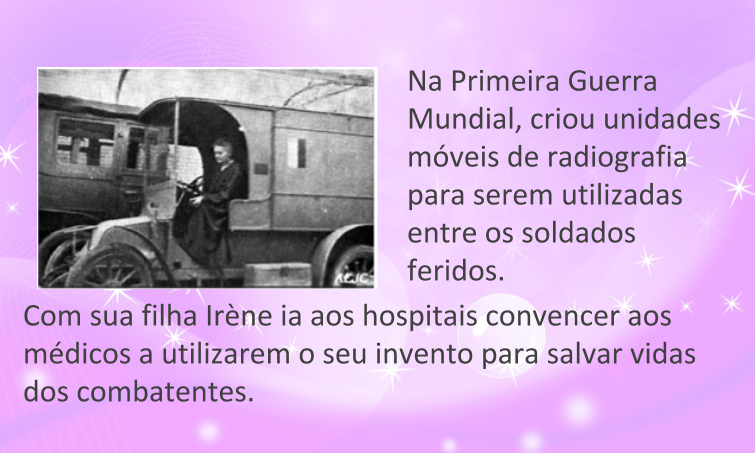 Na Primeira Guerra
Mundial, criou unidades
móveis de radiografia
para serem utilizadas
entre os soldados
feridos.
ACJC
Com sua filha Irène ia aos hospitais convencer aos
médicos a utilizarem o seu invento para salvar vidas
dos combatentes.